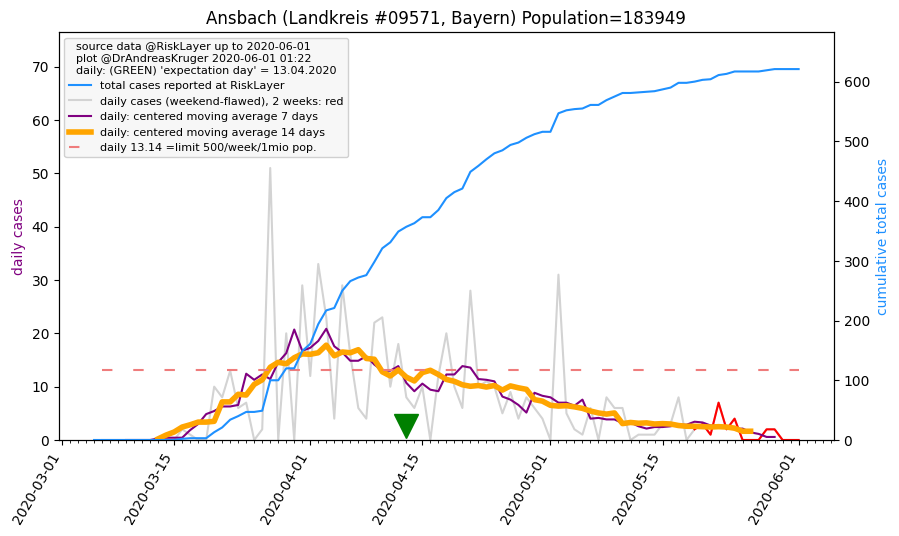 Ansbach (Landkreis #09571, Bayern) Population=183949
source data @RiskLayer up to 2020-06-01
plot @DrAndreasKruger 2020-06-01 01:22
daily: (GREEN) 'expectation day' = 13.04.2020
total cases reported at RiskLayer
daily cases (weekend-flawed), 2 weeks: red
daily: centered moving average 7 days
daily: centered moving average 14 days
daily 13.14 =limit 500/week/1mio pop.
daily cases
70
60
50
40
30
20
10
0
cumulative total cases
600
500
400
300
200
100
0
2020-03-01
2020-03-15
2020-04-01
2020-04-15
2020-05-01
2020-05-15
2020-06-01